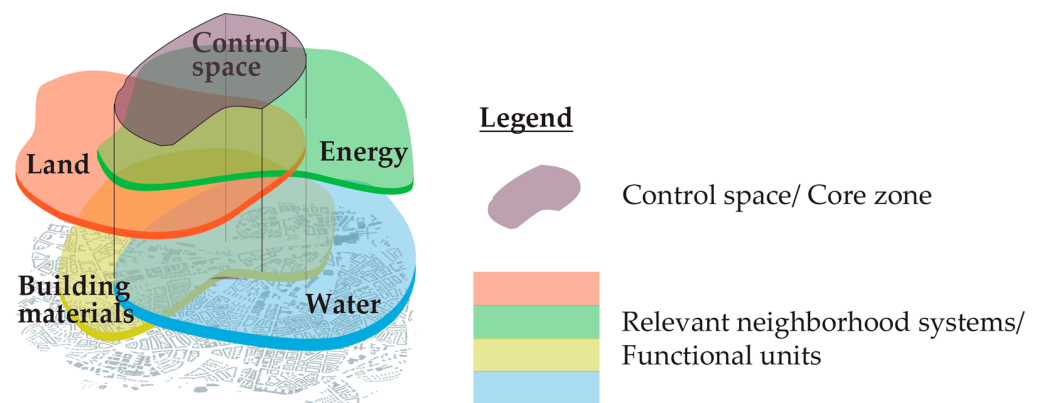 Control
space
Land
Energy
Building
materials
Water
Legend
Control space/ Core zone
Relevant neighborhood systems/
Functional units